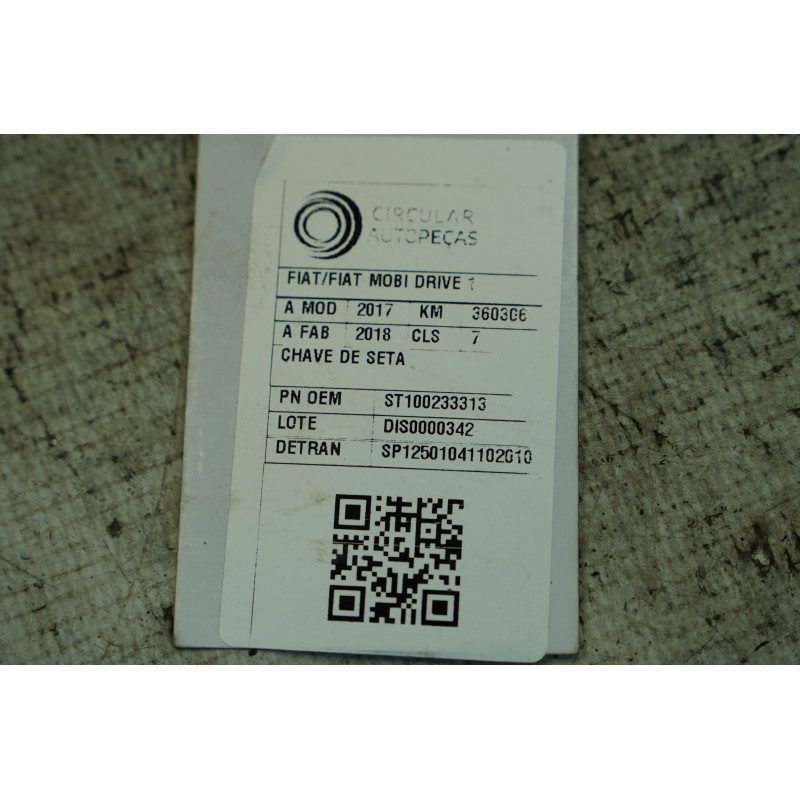 CIRCULAR
AUTOPEÇAS
FIAT/FIAT MOBI DRIVE 1
A MOD 2017 KM 360306
A FAB 2018 CLS 7
CHAVE DE SETA
PN OEM ST100233313
LOTE DIS0000342
DETRAN SP12501041102010